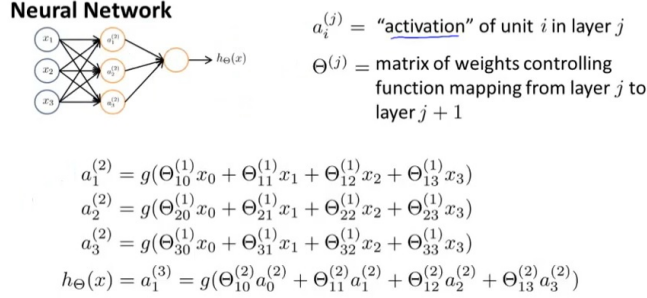 Neural Network
x₁
x₂
x₃
a₁⁽²⁾
a₂⁽²⁾
a₃⁽²⁾
h_Θ(x)
a_i⁽ʲ⁾ = “activation” of unit i in layer j
Θ⁽ʲ⁾ = matrix of weights controlling
function mapping from layer j to
layer j + 1
a₁⁽²⁾ = g(Θ₁₀⁽¹⁾x₀ + Θ₁₁⁽¹⁾x₁ + Θ₁₂⁽¹⁾x₂ + Θ₁₃⁽¹⁾x₃)
a₂⁽²⁾ = g(Θ₂₀⁽¹⁾x₀ + Θ₂₁⁽¹⁾x₁ + Θ₂₂⁽¹⁾x₂ + Θ₂₃⁽¹⁾x₃)
a₃⁽²⁾ = g(Θ₃₀⁽¹⁾x₀ + Θ₃₁⁽¹⁾x₁ + Θ₃₂⁽¹⁾x₂ + Θ₃₃⁽¹⁾x₃)
h_Θ(x) = a₁⁽³⁾ = g(Θ₁₀⁽²⁾a₀⁽²⁾ + Θ₁₁⁽²⁾a₁⁽²⁾ + Θ₁₂⁽²⁾a₂⁽²⁾ + Θ₁₃⁽²⁾a₃⁽²⁾)